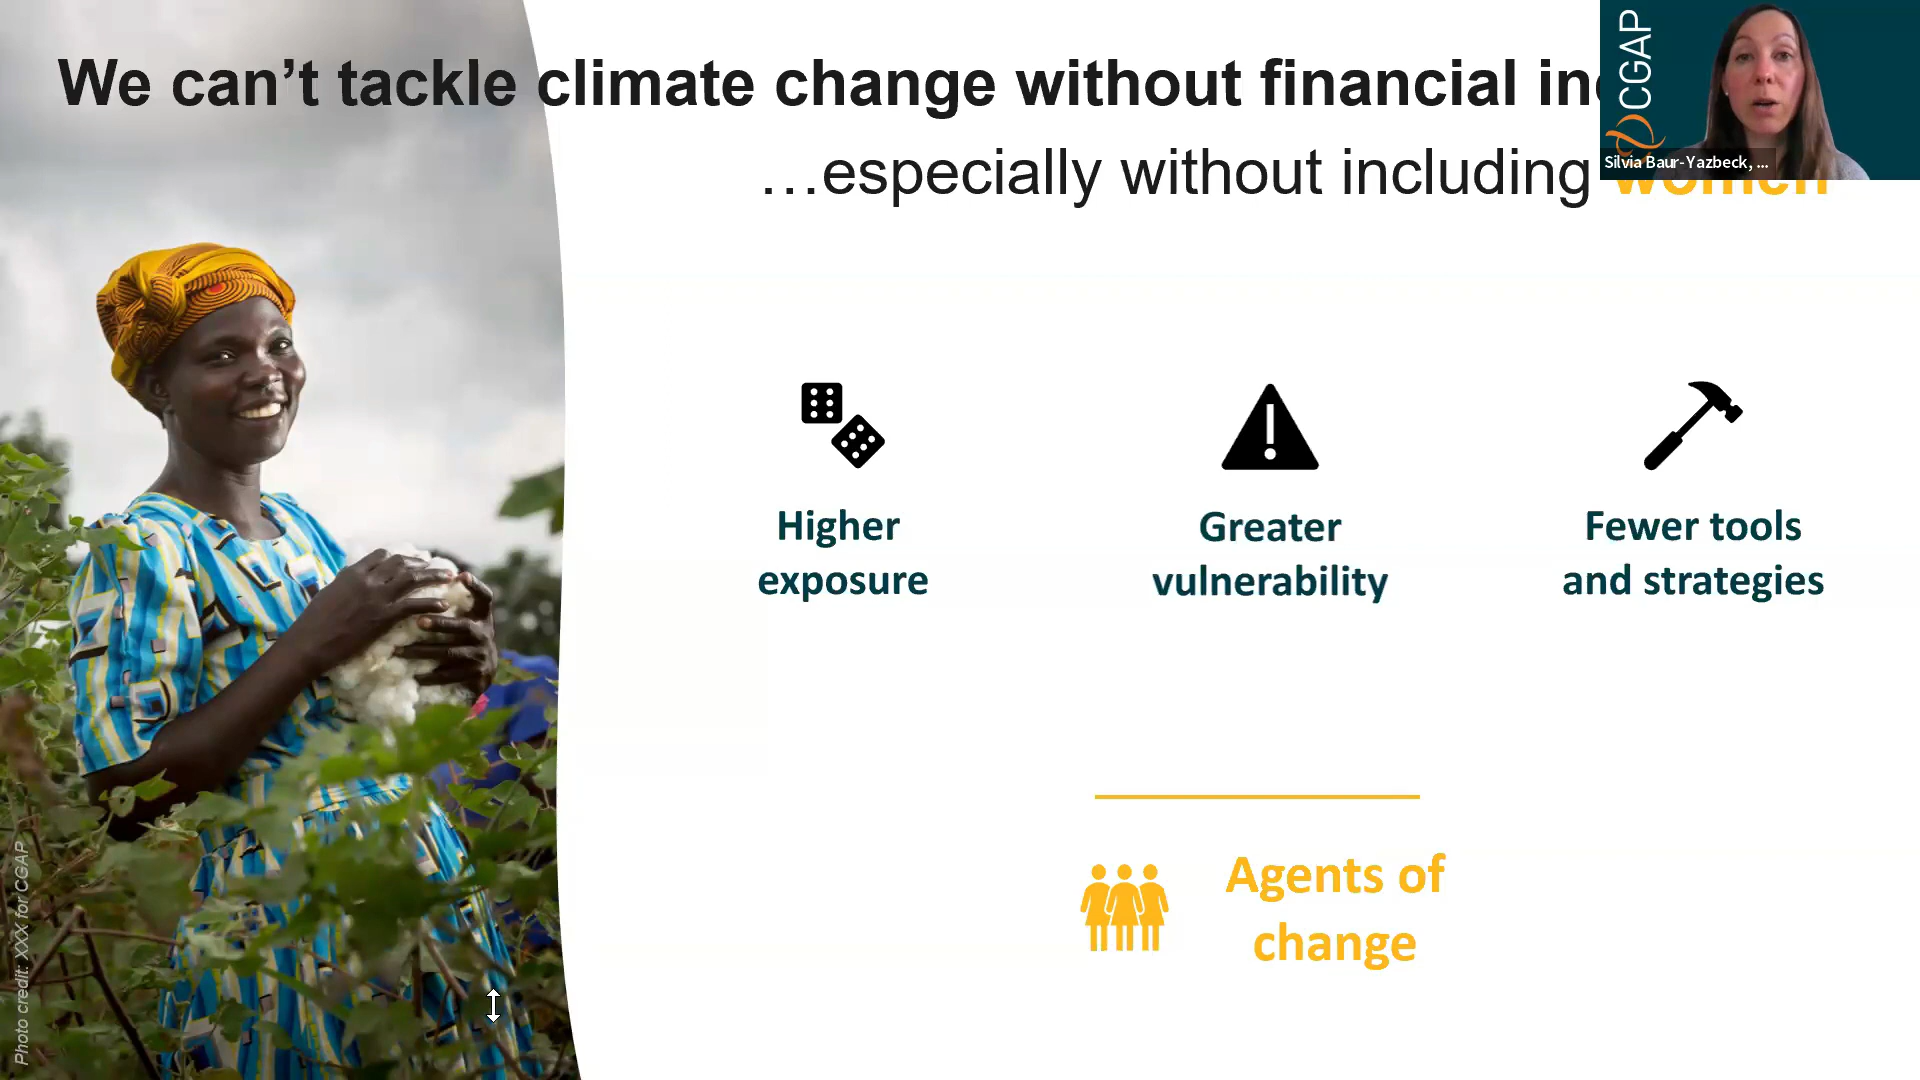 We can’t tackle climate change without financial in
…especially without including women
CGAP
Silvia Baur-Yazbeck, ...
Higher
exposure
Greater
vulnerability
Fewer tools
and strategies
Agents of
change
Photo credit: XXX for CGAP